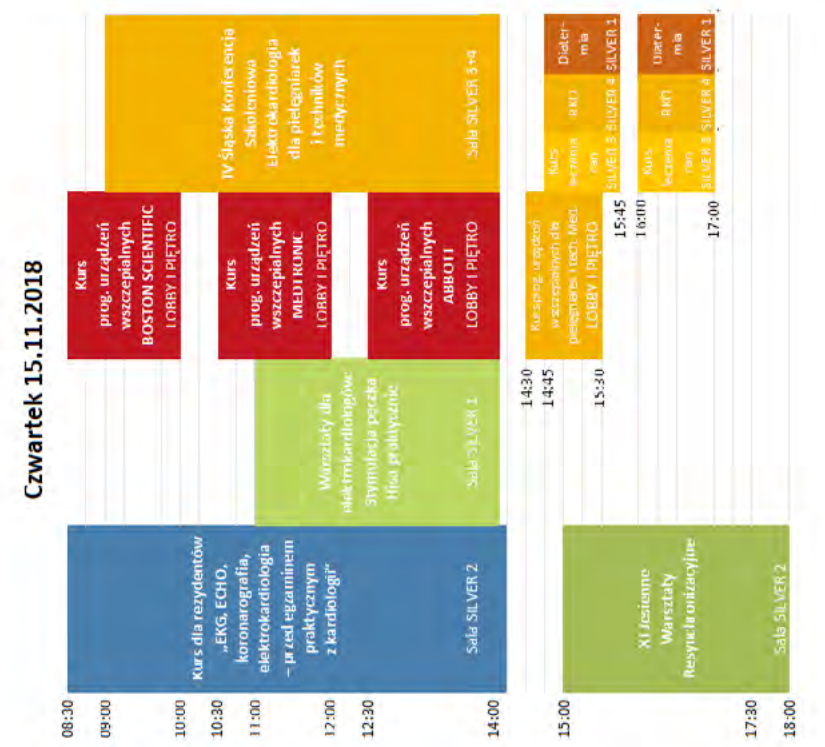 Czwartek 15.11.2018
08:30
09:00
10:00
10:30
11:00
12:00
12:30
14:00
15:00
17:30
18:00
Kurs dla rezydentów
„EKG, ECHO,
koronarografia,
elektrokardiologia
– przed egzaminem
praktycznym
z kardiologii"
Sala SILVER 2
XI Jesienne
Warsztaty
Resynchronizacyjne
Sala SILVER 2
Warsztaty dla
elektrokardiologów:
Stymulacja pęczka
Hisa praktycznie
Sala SILVER 1
Kurs
prog. urządzeń
wszczepialnych
BOSTON SCIENTIFIC
LOBBY I PIĘTRO
Kurs
prog. urządzeń
wszczepialnych
MEDTRONIC
LOBBY I PIĘTRO
Kurs
prog. urządzeń
wszczepialnych
ABBOTT
LOBBY I PIĘTRO
14:30
14:45
15:30
Kurs prog. urządzeń
wszczepialnych dla
pielęgniarek i tech. Med.
LOBBY I PIĘTRO
IV Śląska Konferencja
Szkoleniowa
Elektrokardiologia
dla pielęgniarek
i techników
medycznych
Sala SILVER 3+4
15:45
16:00
17:00
Kurs
leczenia
ran
SILVER 3
RKO
SILVER 4
Diater-
mia
SILVER 1
Kurs
leczenia
ran
SILVER 3
RKO
SILVER 4
Diater-
mia
SILVER 1